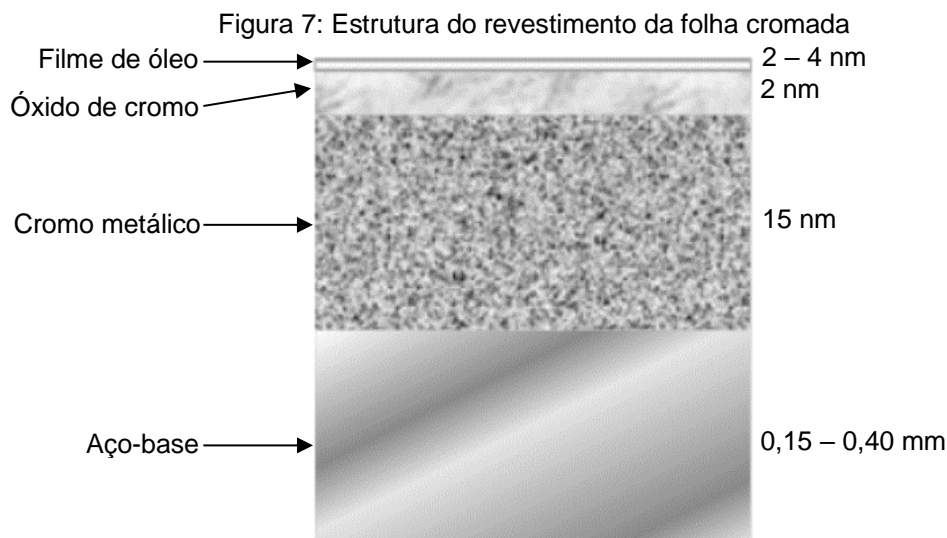 Figura 7: Estrutura do revestimento da folha cromada
Filme de óleo
2 – 4 nm
Óxido de cromo
2 nm
Cromo metálico
15 nm
Aço-base
0,15 – 0,40 mm